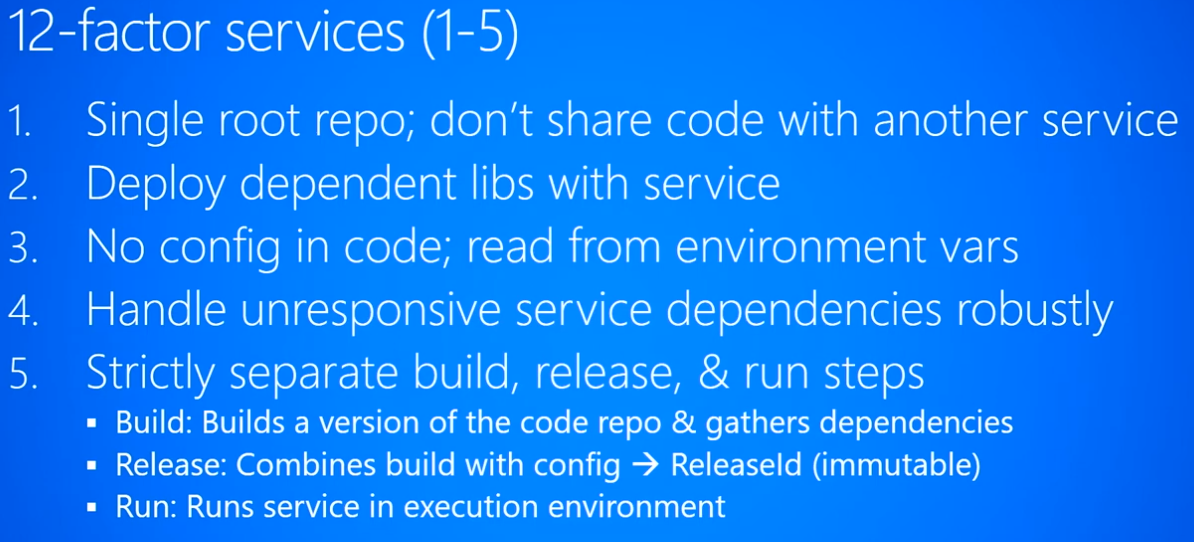 12-factor services (1-5)
1. Single root repo; don't share code with another service
2. Deploy dependent libs with service
3. No config in code; read from environment vars
4. Handle unresponsive service dependencies robustly
5. Strictly separate build, release, & run steps
▪ Build: Builds a version of the code repo & gathers dependencies
▪ Release: Combines build with config → ReleaseId (immutable)
▪ Run: Runs service in execution environment